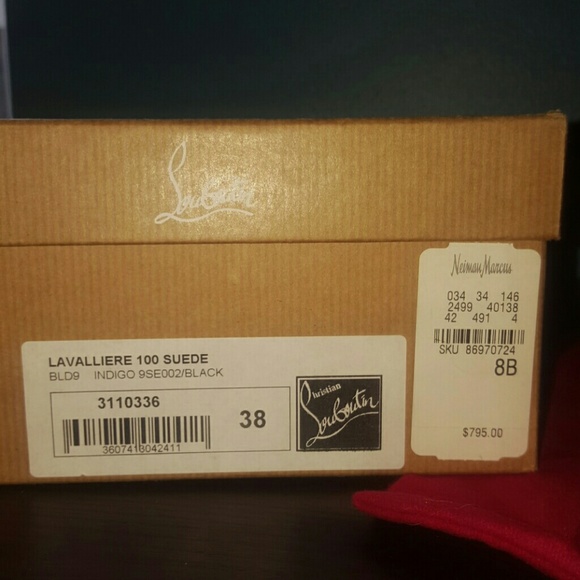 Louboutin
Neiman Marcus
034 34 146
2499 40138
42 491 4
SKU 86970724
8B
$795.00
LAVALLIERE 100 SUEDE
BLD9 INDIGO 9SE002/BLACK
3110336
38
3607413042411
Christian
Louboutin